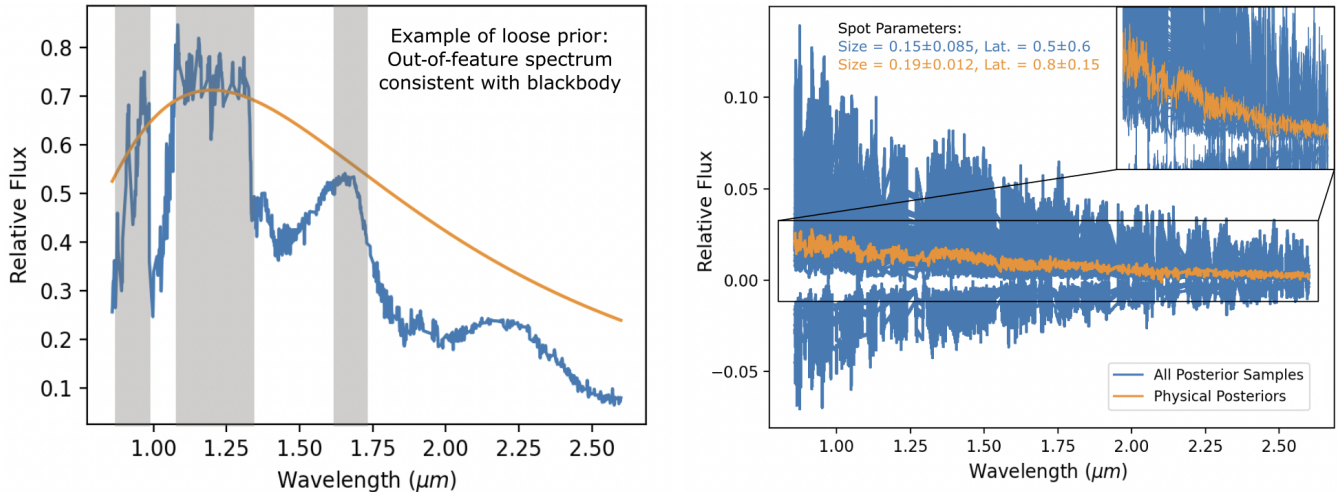 Example of loose prior:
Out-of-feature spectrum
consistent with blackbody
Relative Flux
0.8
0.7
0.6
0.5
0.4
0.3
0.2
0.1
1.00 1.25 1.50 1.75 2.00 2.25 2.50
Wavelength (μm)
Spot Parameters:
Size = 0.15±0.085, Lat. = 0.5±0.6
Size = 0.19±0.012, Lat. = 0.8±0.15
Relative Flux
0.10
0.05
0.00
−0.05
All Posterior Samples
Physical Posteriors
1.00 1.25 1.50 1.75 2.00 2.25 2.50
Wavelength (μm)